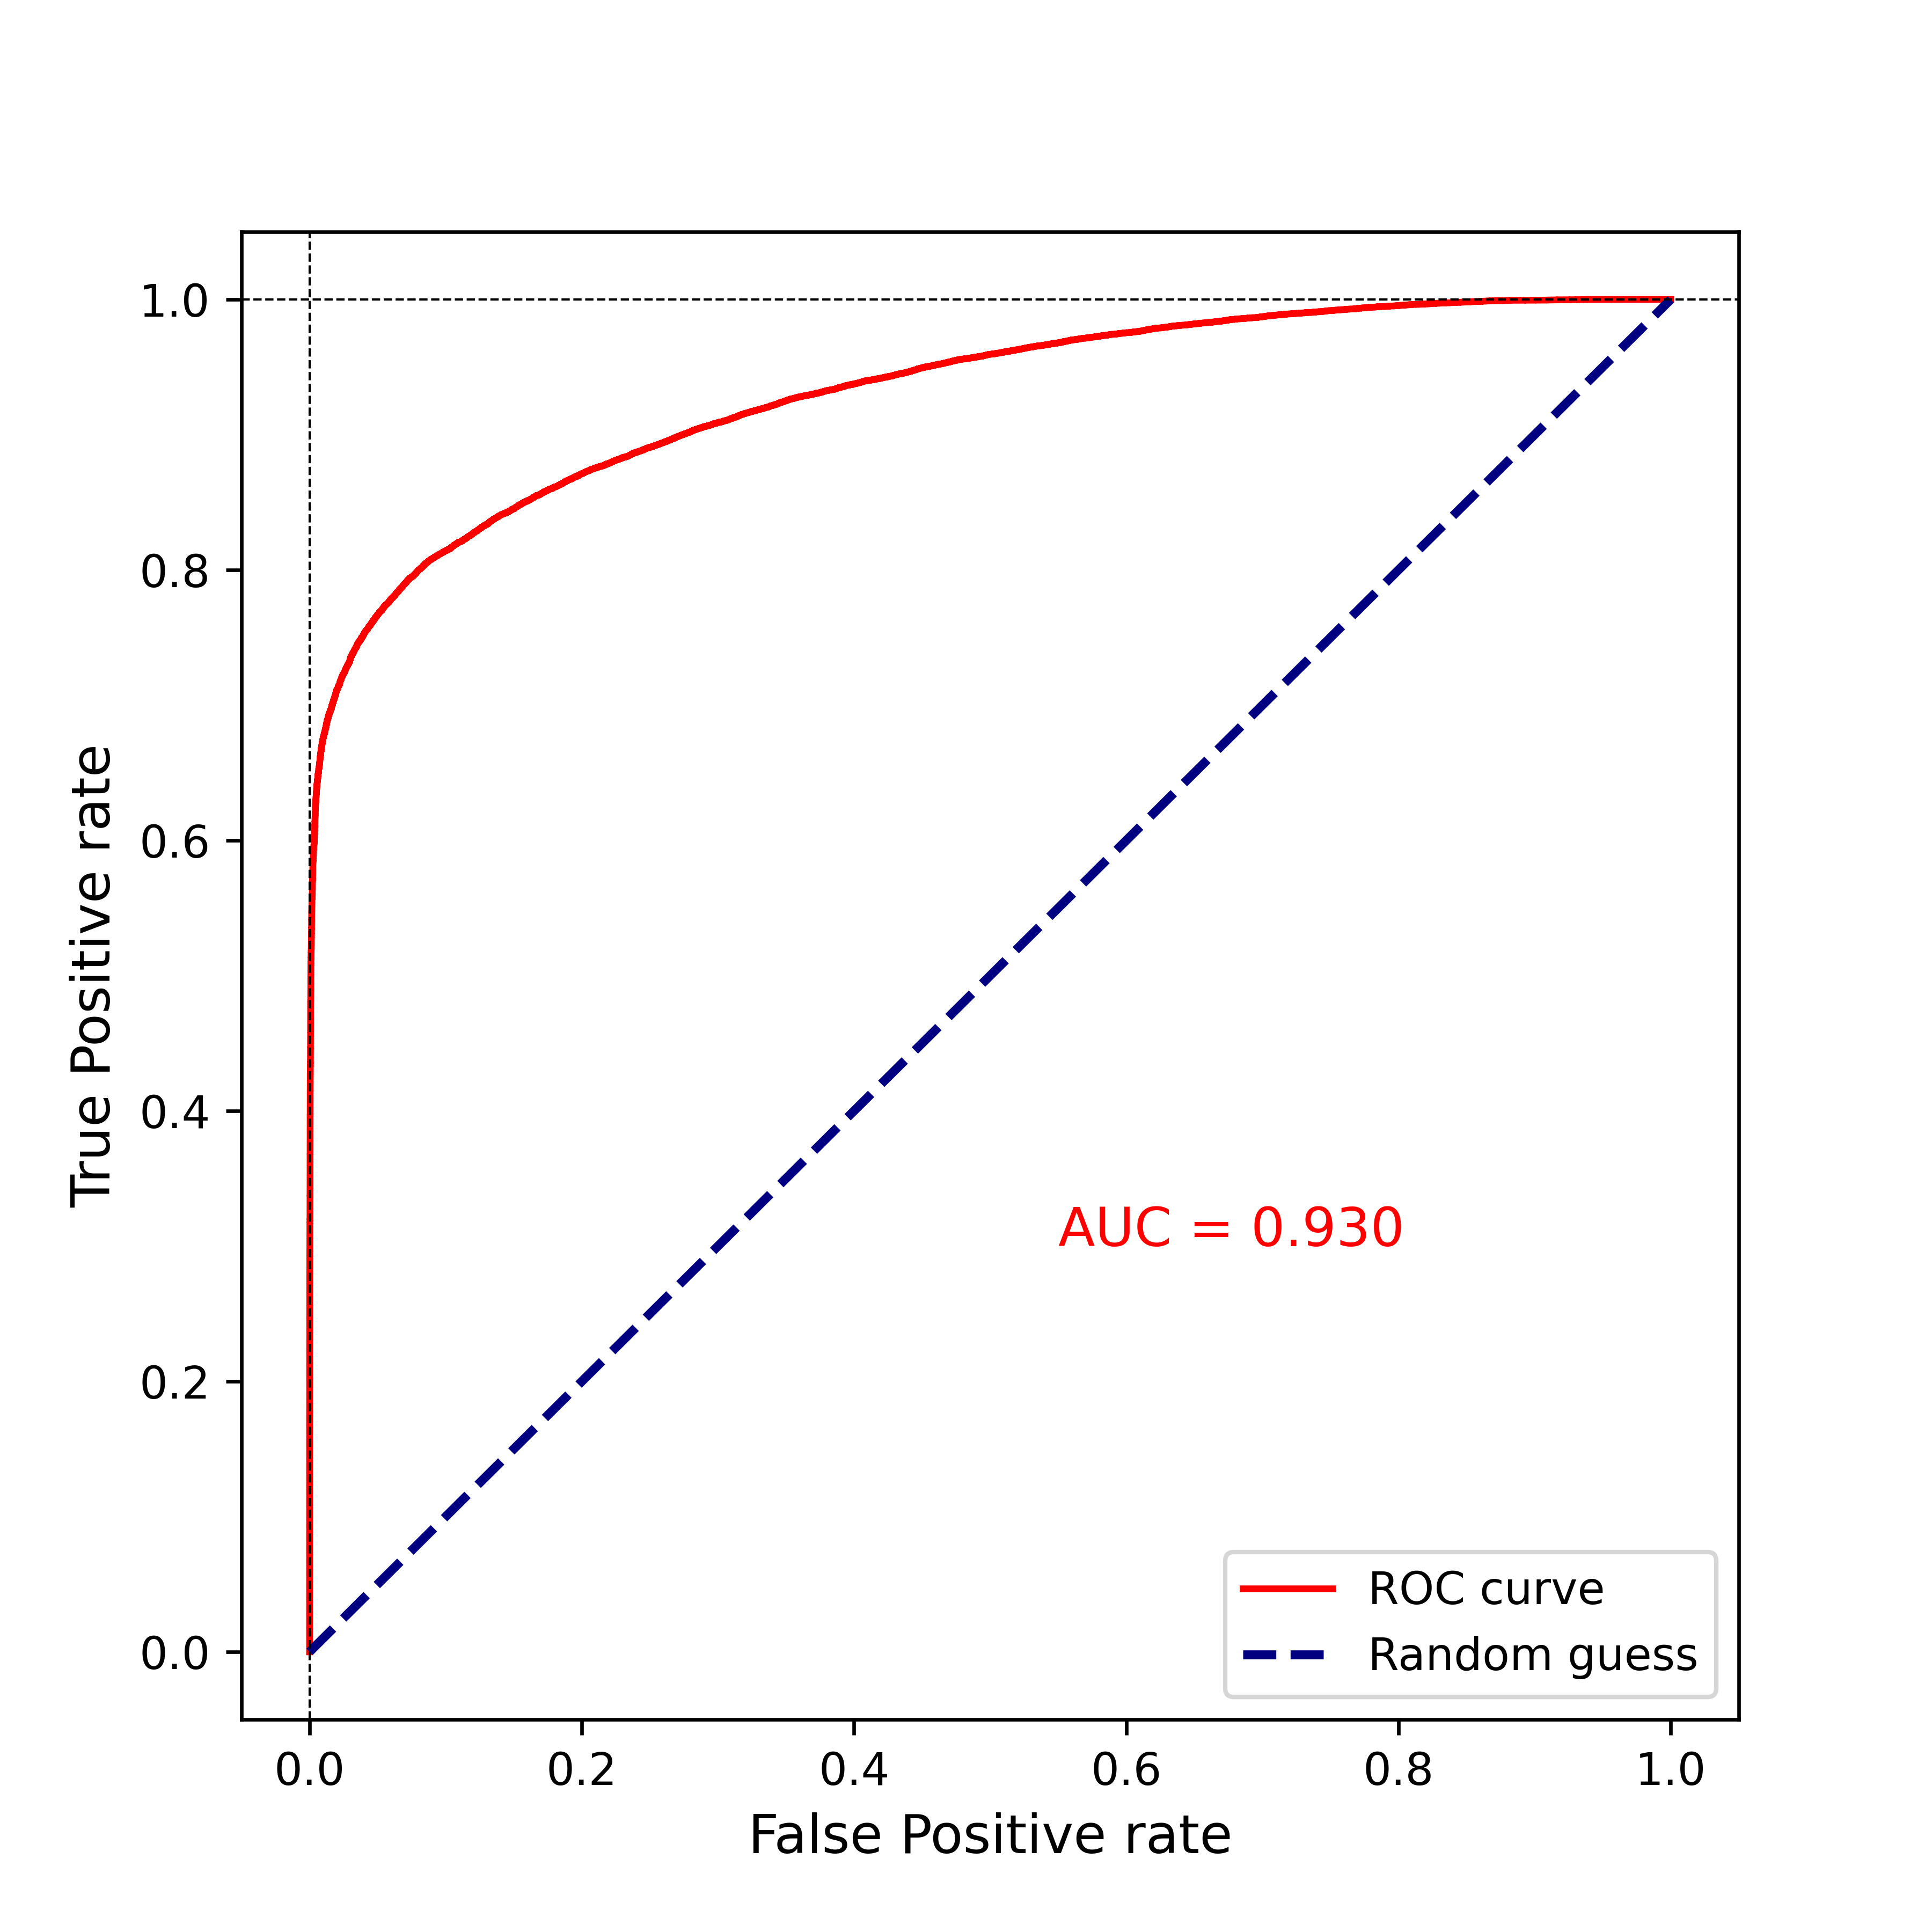 1.0
0.8
0.6
0.4
0.2
0.0
True Positive rate
AUC = 0.930
ROC curve
Random guess
0.0 0.2 0.4 0.6 0.8 1.0
False Positive rate